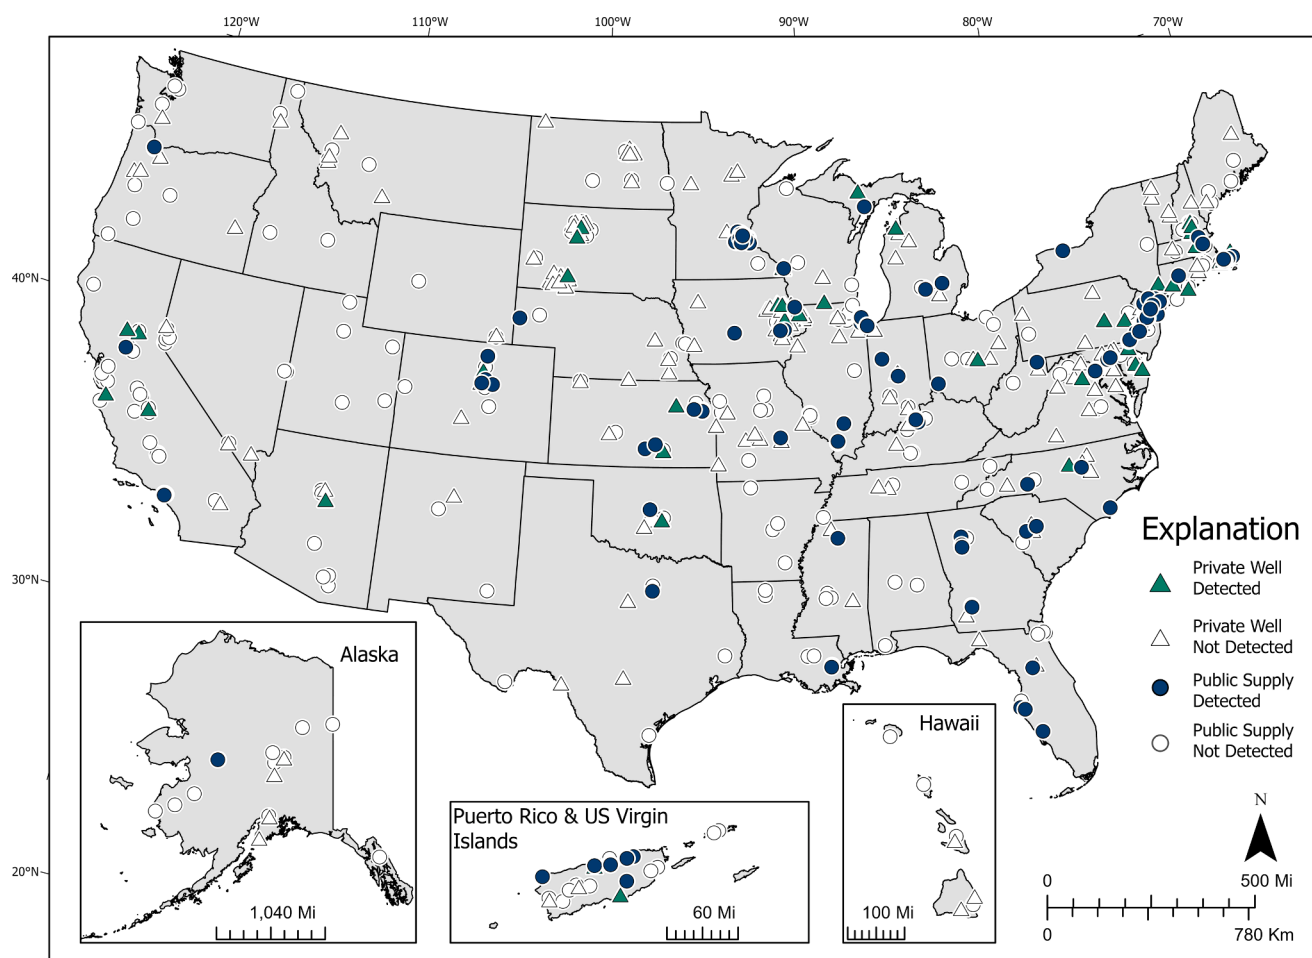 120°W 110°W 100°W 90°W 80°W 70°W
40°N
30°N
20°N
Explanation
Private Well
Detected
Private Well
Not Detected
Public Supply
Detected
Public Supply
Not Detected
Alaska
1,040 Mi
Puerto Rico & US Virgin
Islands
60 Mi
Hawaii
100 Mi
N
0 500 Mi
0 780 Km